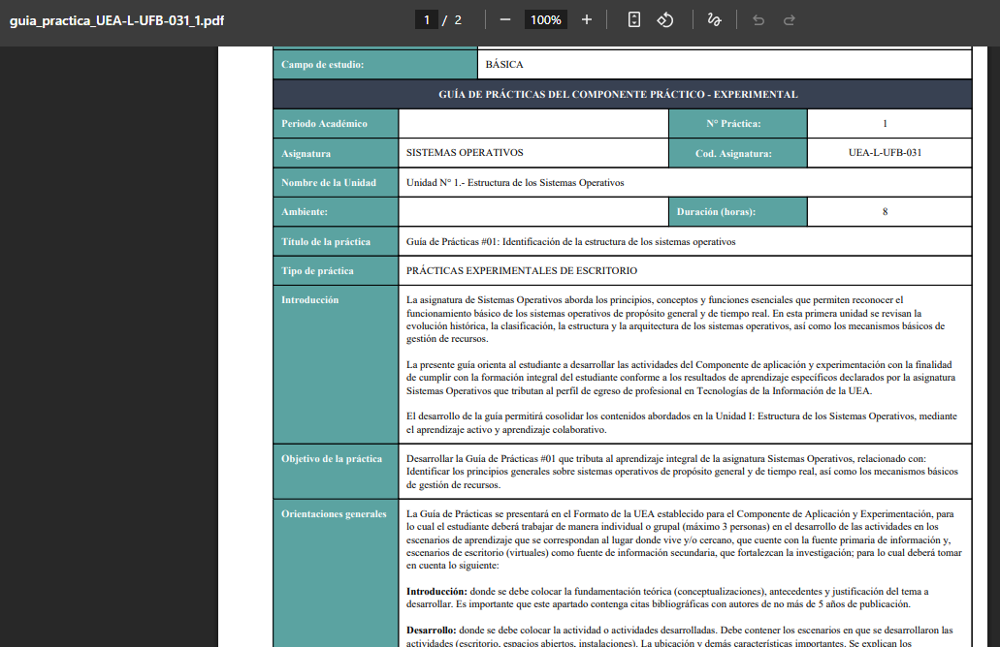 guia_practica_UEA-L-UFB-031_1.pdf
1 / 2
100%
Campo de estudio:
BÁSICA
GUÍA DE PRÁCTICAS DEL COMPONENTE PRÁCTICO - EXPERIMENTAL
Periodo Académico
N° Práctica:
1
Asignatura
SISTEMAS OPERATIVOS
Cod. Asignatura:
UEA-L-UFB-031
Nombre de la Unidad
Unidad N° 1.- Estructura de los Sistemas Operativos
Ambiente:
Duración (horas):
8
Título de la práctica
Guía de Prácticas #01: Identificación de la estructura de los sistemas operativos
Tipo de práctica
PRÁCTICAS EXPERIMENTALES DE ESCRITORIO
Introducción
La asignatura de Sistemas Operativos aborda los principios, conceptos y funciones esenciales que permiten reconocer el
funcionamiento básico de los sistemas operativos de propósito general y de tiempo real. En esta primera unidad se revisan la
evolución histórica, la clasificación, la estructura y la arquitectura de los sistemas operativos, así como los mecanismos básicos de
gestión de recursos.
La presente guía orienta al estudiante a desarrollar las actividades del Componente de aplicación y experimentación con la finalidad
de cumplir con la formación integral del estudiante conforme a los resultados de aprendizaje específicos declarados por la asignatura
Sistemas Operativos que tributan al perfil de egreso de profesional en Tecnologías de la Información de la UEA.
El desarrollo de la guía permitirá cosolidar los contenidos abordados en la Unidad I: Estructura de los Sistemas Operativos, mediante
el aprendizaje activo y aprendizaje colaborativo.
Objetivo de la práctica
Desarrollar la Guía de Prácticas #01 que tributa al aprendizaje integral de la asignatura Sistemas Operativos, relacionado con:
Identificar los principios generales sobre sistemas operativos de propósito general y de tiempo real, así como los mecanismos básicos
de gestión de recursos.
Orientaciones generales
La Guía de Prácticas se presentará en el Formato de la UEA establecido para el Componente de Aplicación y Experimentación, para
lo cual el estudiante deberá trabajar de manera individual o grupal (máximo 3 personas) en el desarrollo de las actividades en los
escenarios de aprendizaje que se correspondan al lugar donde vive y/o cercano, que cuente con la fuente primaria de información y,
escenarios de escritorio (virtuales) como fuente de información secundaria, que fortalezcan la investigación; para lo cual deberá tomar
en cuenta lo siguiente:
Introducción: donde se debe colocar la fundamentación teórica (conceptualizaciones), antecedentes y justificación del tema a
desarrollar. Es importante que este apartado contenga citas bibliográficas con autores de no más de 5 años de publicación.
Desarrollo: donde se debe colocar la actividad o actividades desarrolladas. Debe contener los escenarios en que se desarrollaron las
actividades (escritorio, espacios abiertos, instalaciones). La ubicación y demás características importantes. Se explican los